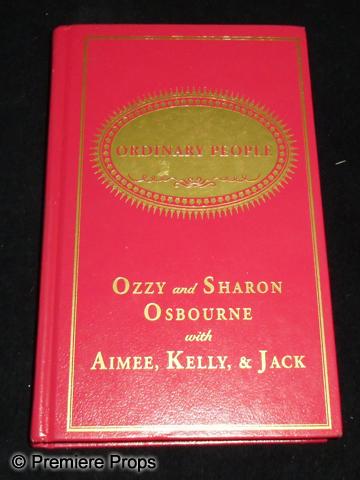 ORDINARY PEOPLE
OZZY and SHARON
OSBOURNE
with
AIMEE, KELLY, & JACK
© Premiere Props